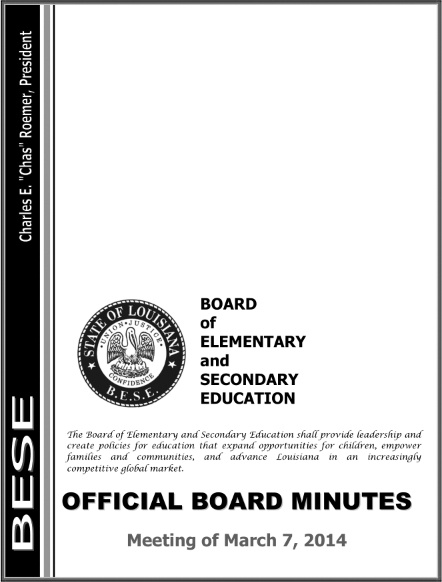 Charles E. "Chas" Roemer, President
BESE
STATE OF LOUISIANA
UNION • JUSTICE
CONFIDENCE
B.E.S.E.
BOARD
of
ELEMENTARY
and
SECONDARY
EDUCATION
The Board of Elementary and Secondary Education shall provide leadership and
create policies for education that expand opportunities for children, empower
families and communities, and advance Louisiana in an increasingly
competitive global market.
OFFICIAL BOARD MINUTES
Meeting of March 7, 2014